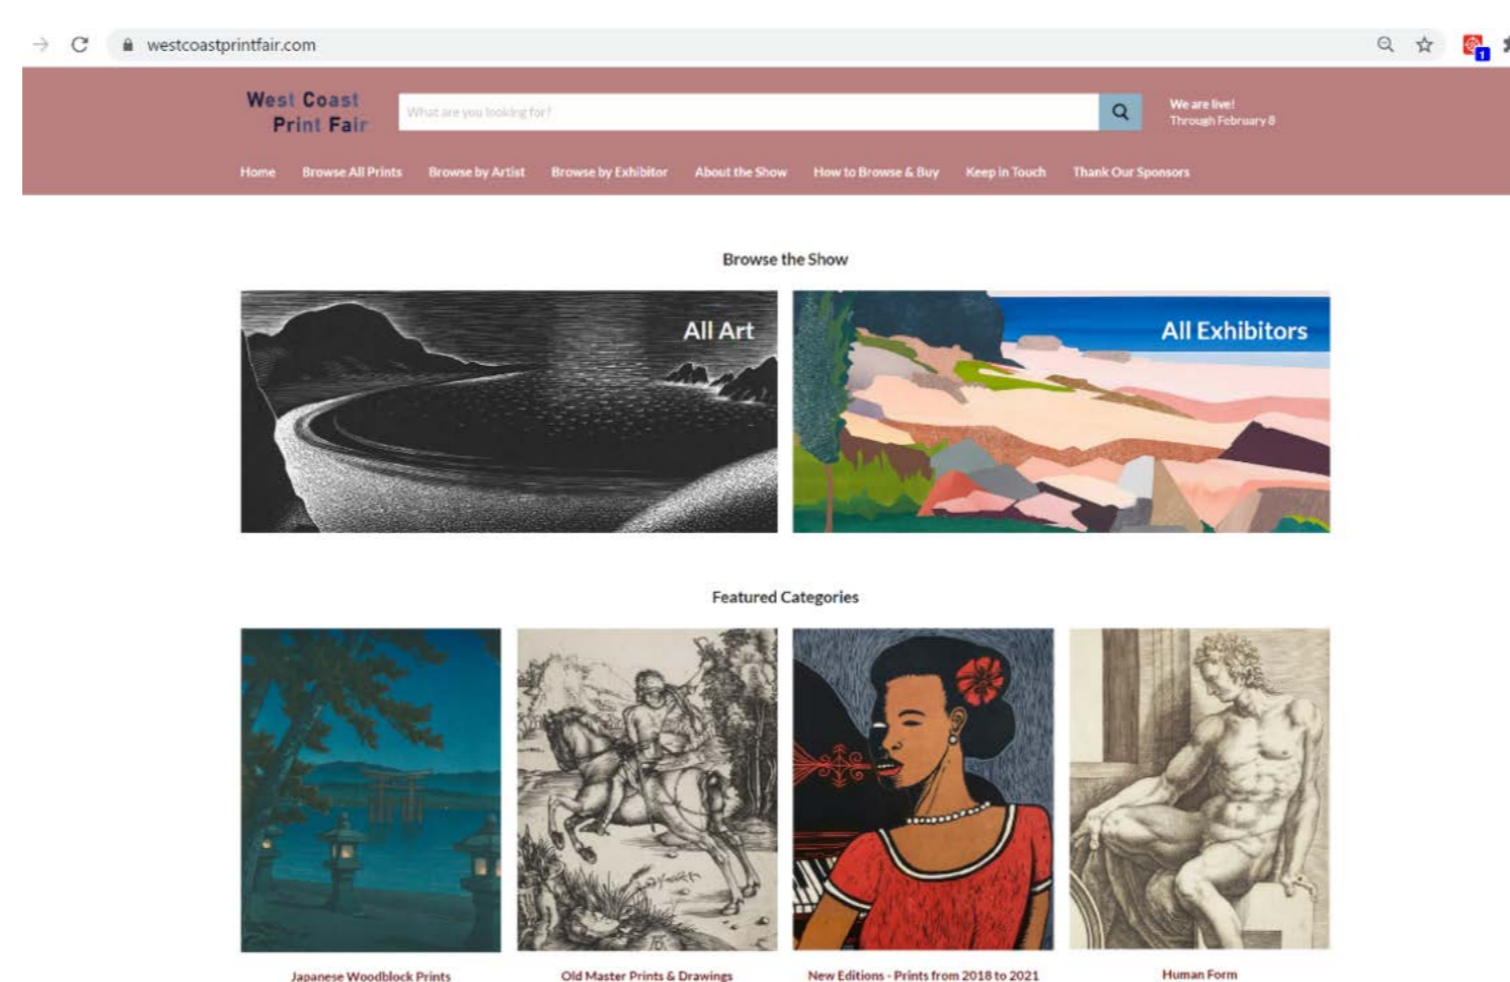 westcoastprintfair.com
1
West Coast
Print Fair
What are you looking for?
We are live!
Through February 8
Home Browse All Prints Browse by Artist Browse by Exhibitor About the Show How to Browse & Buy Keep in Touch Thank Our Sponsors
Browse the Show
All Art
All Exhibitors
Featured Categories
Japanese Woodblock Prints
Old Master Prints & Drawings
New Editions - Prints from 2018 to 2021
Human Form